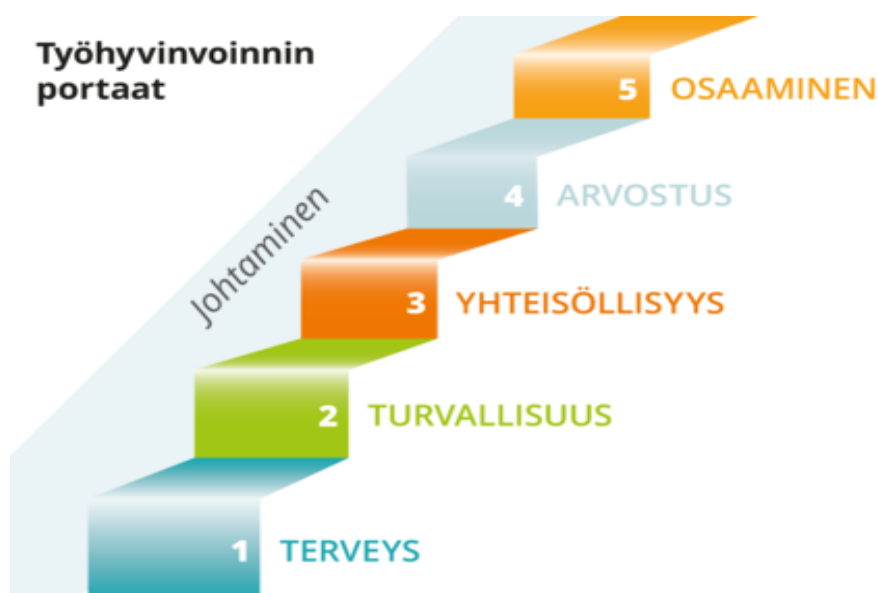 Työhyvinvoinnin
portaat
5 OSAAMINEN
4 ARVOSTUS
Johtaminen
3 YHTEISÖLLISYYS
2 TURVALLISUUS
1 TERVEYS